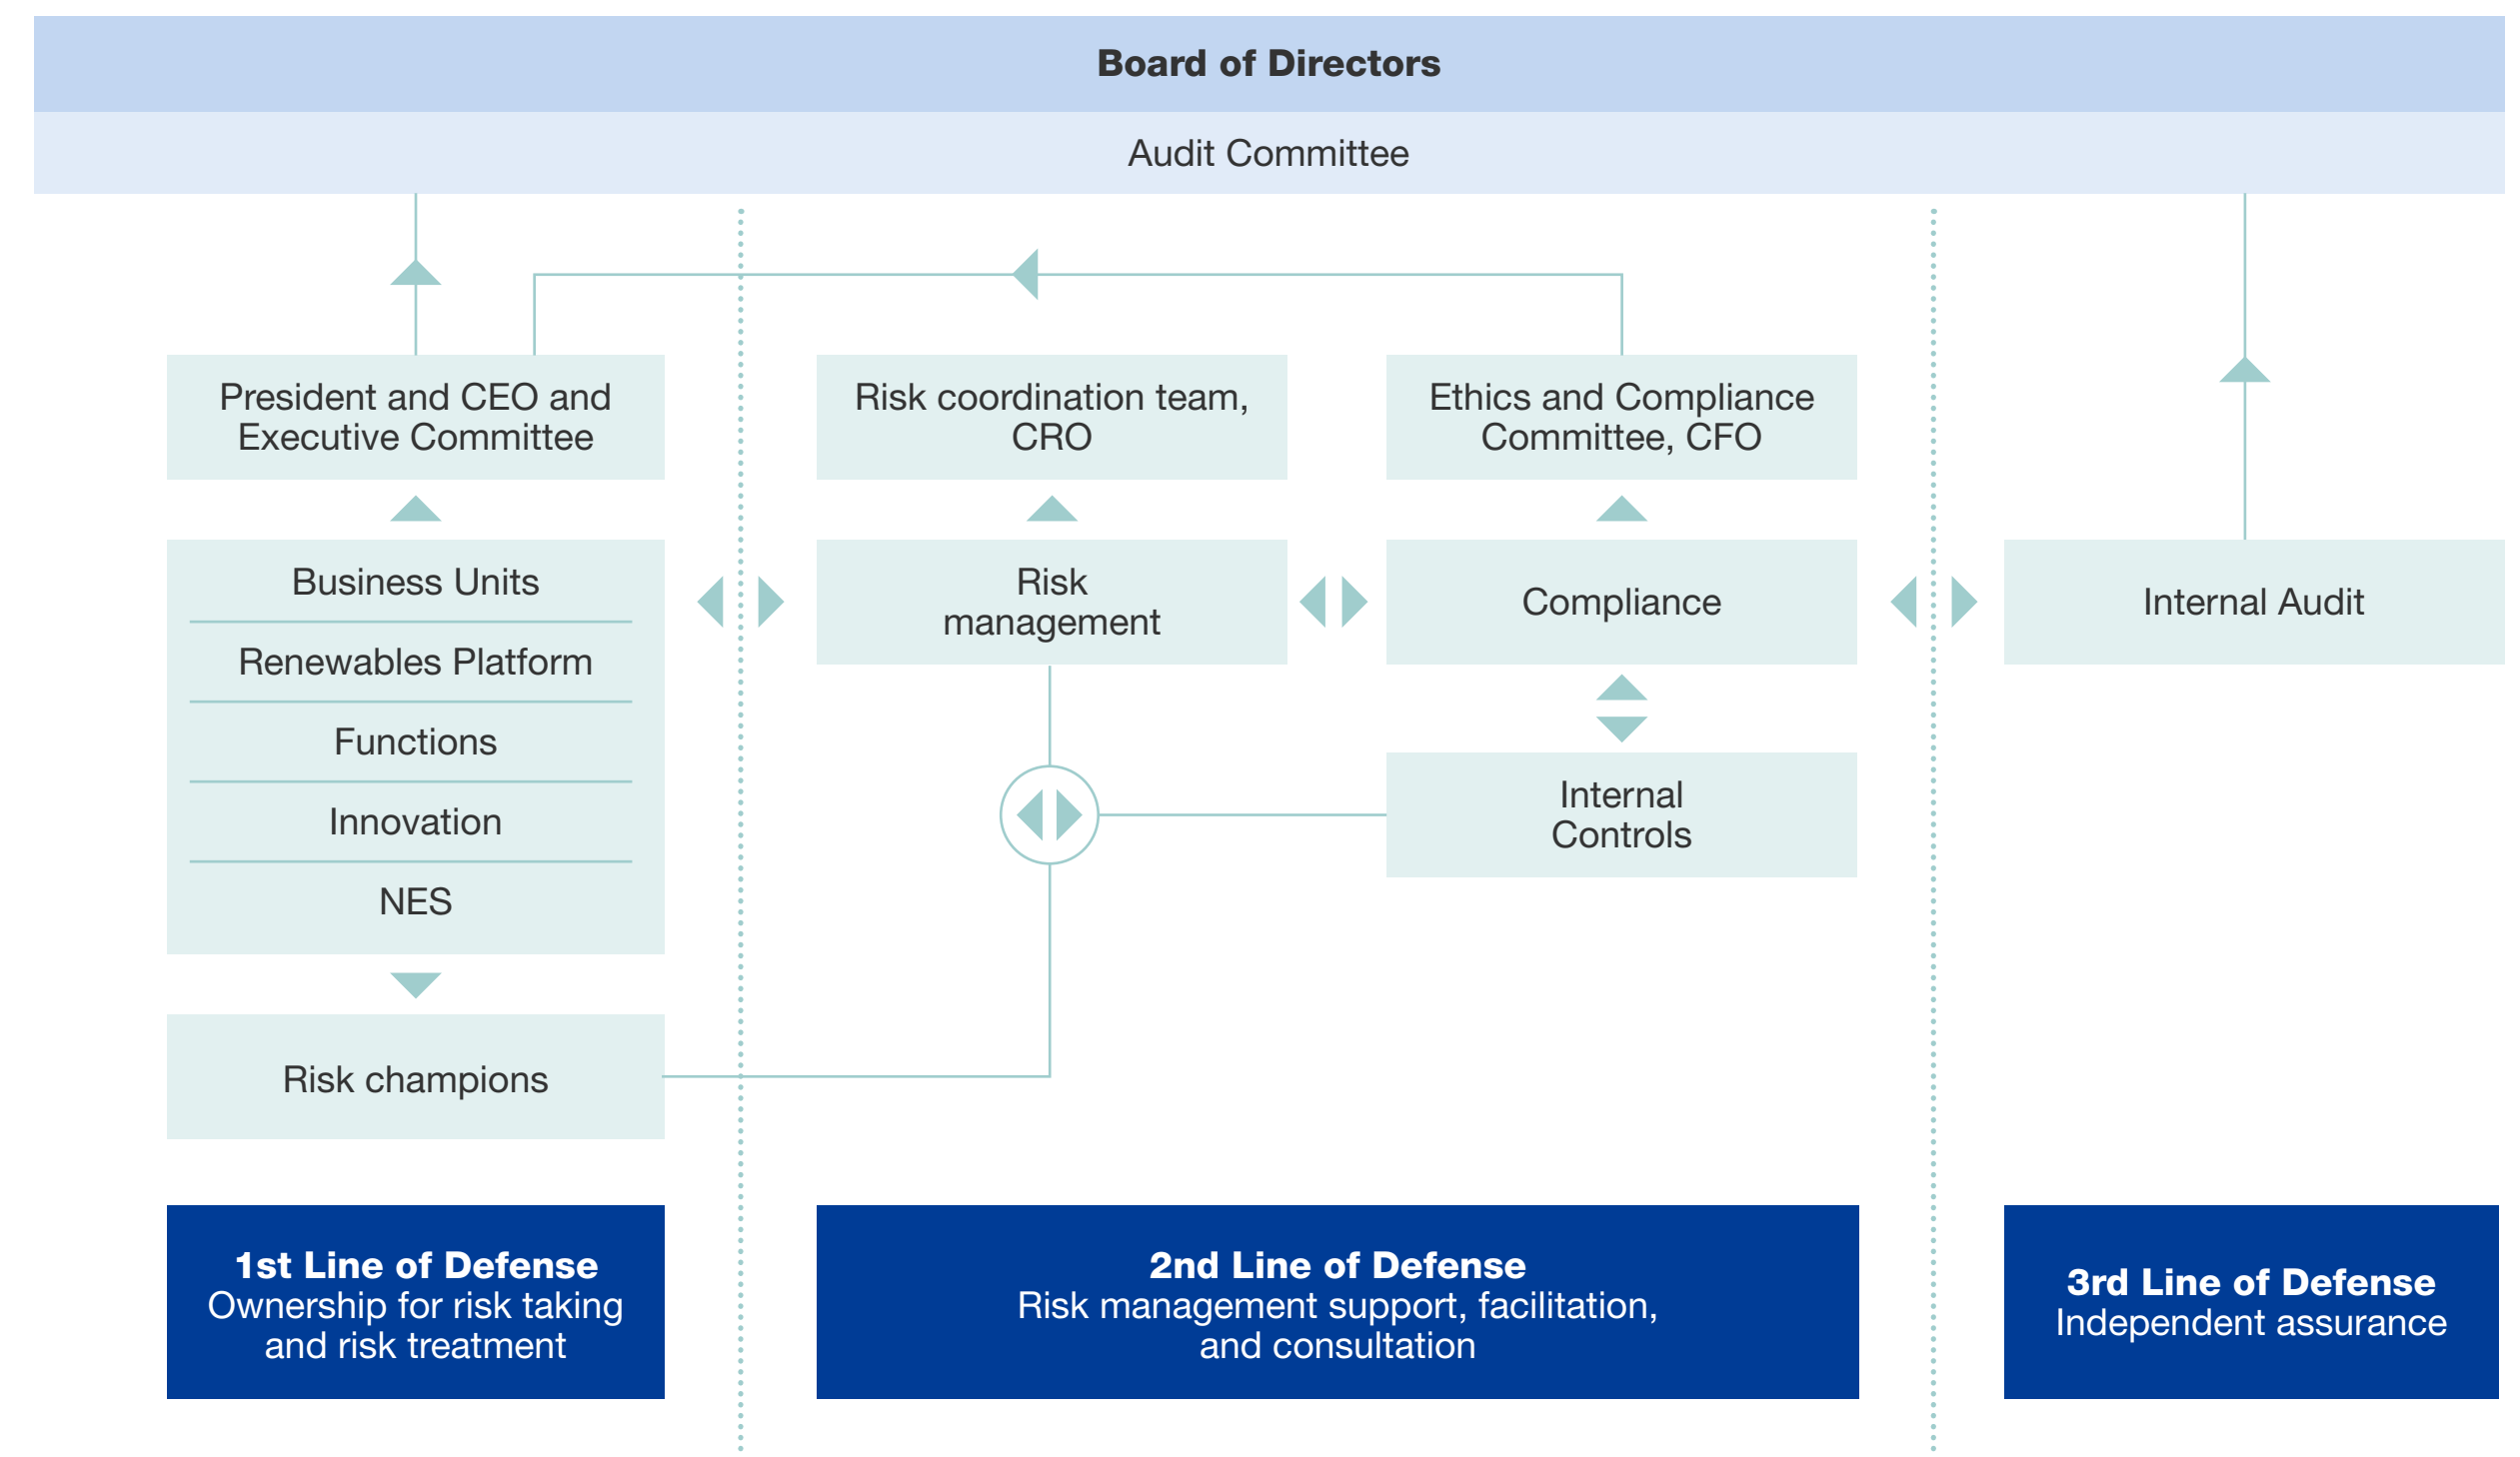 Board of Directors
Audit Committee
President and CEO and
Executive Committee
Business Units
Renewables Platform
Functions
Innovation
NES
Risk champions
Risk coordination team,
CRO
Ethics and Compliance
Committee, CFO
Risk
management
Compliance
Internal
Controls
Internal Audit
1st Line of Defense
Ownership for risk taking
and risk treatment
2nd Line of Defense
Risk management support, facilitation,
and consultation
3rd Line of Defense
Independent assurance